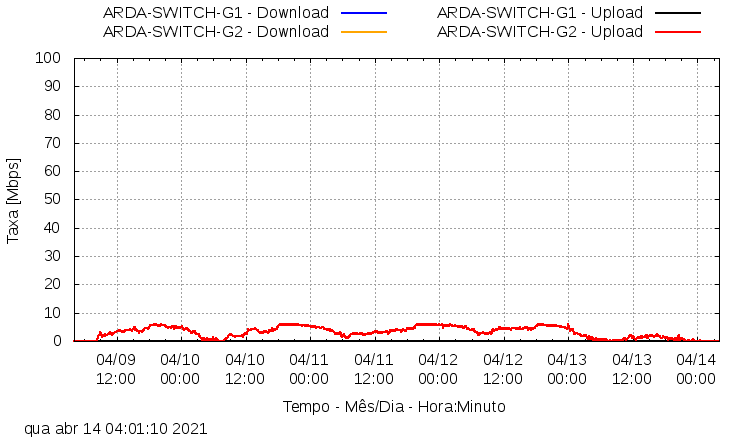 ARDA-SWITCH-G1 - Download ARDA-SWITCH-G1 - Upload
ARDA-SWITCH-G2 - Download ARDA-SWITCH-G2 - Upload
100
90
80
70
60
50
40
30
20
10
0
Taxa [Mbps]
04/09 04/10 04/10 04/11 04/11 04/12 04/12 04/13 04/13 04/14
12:00 00:00 12:00 00:00 12:00 00:00 12:00 00:00 12:00 00:00
Tempo - Mês/Dia - Hora:Minuto
qua abr 14 04:01:10 2021